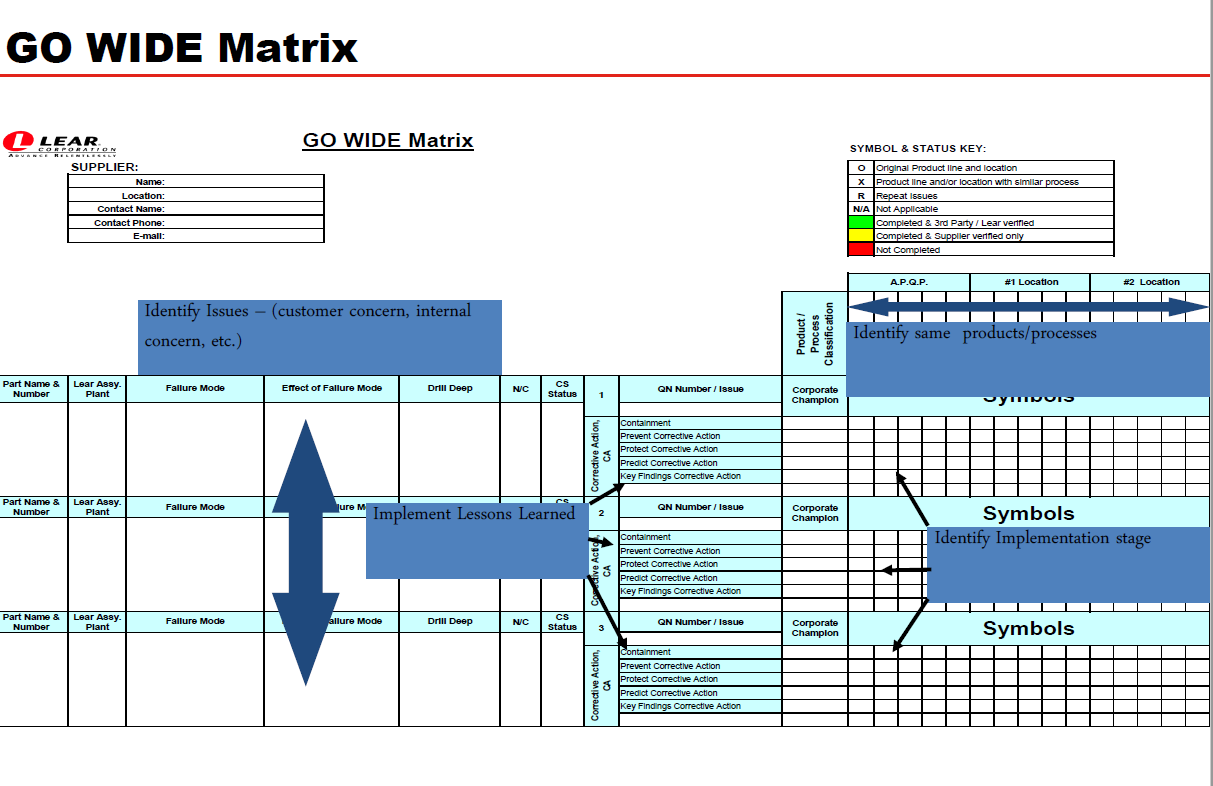 GO WIDE Matrix
LEAR
CORPORATION
ADVANCE RELENTLESSLY
GO WIDE Matrix
SUPPLIER:
Name:
Location:
Contact Name:
Contact Phone:
E-mail:
SYMBOL & STATUS KEY:
O Original Product line and location
X Product line and/or location with similar process
R Repeat Issues
N/A Not Applicable
Completed & 3rd Party / Lear verified
Completed & Supplier verified only
Not Completed
A.P.Q.P. #1 Location #2 Location
Product /
Process
Classification
Identify Issues – (customer concern, internal
concern, etc.)
Identify same products/processes
Part Name &
Number
Lear Assy.
Plant
Failure Mode
Effect of Failure Mode
Drill Deep
N/C
CS
Status
1
QN Number / Issue
Corporate
Champion
Symbols
Corrective Action,
CA
Containment
Prevent Corrective Action
Protect Corrective Action
Predict Corrective Action
Key Findings Corrective Action
Part Name &
Number
Lear Assy.
Plant
Failure Mode
ure M
CS
2
QN Number / Issue
Corporate
Champion
Symbols
Implement Lessons Learned
Identify Implementation stage
Corrective Action,
CA
Containment
Prevent Corrective Action
Protect Corrective Action
Predict Corrective Action
Key Findings Corrective Action
Part Name &
Number
Lear Assy.
Plant
Failure Mode
ailure Mode
Drill Deep
N/C
CS
Status
3
QN Number / Issue
Corporate
Champion
Symbols
Corrective Action,
CA
Containment
Prevent Corrective Action
Protect Corrective Action
Predict Corrective Action
Key Findings Corrective Action